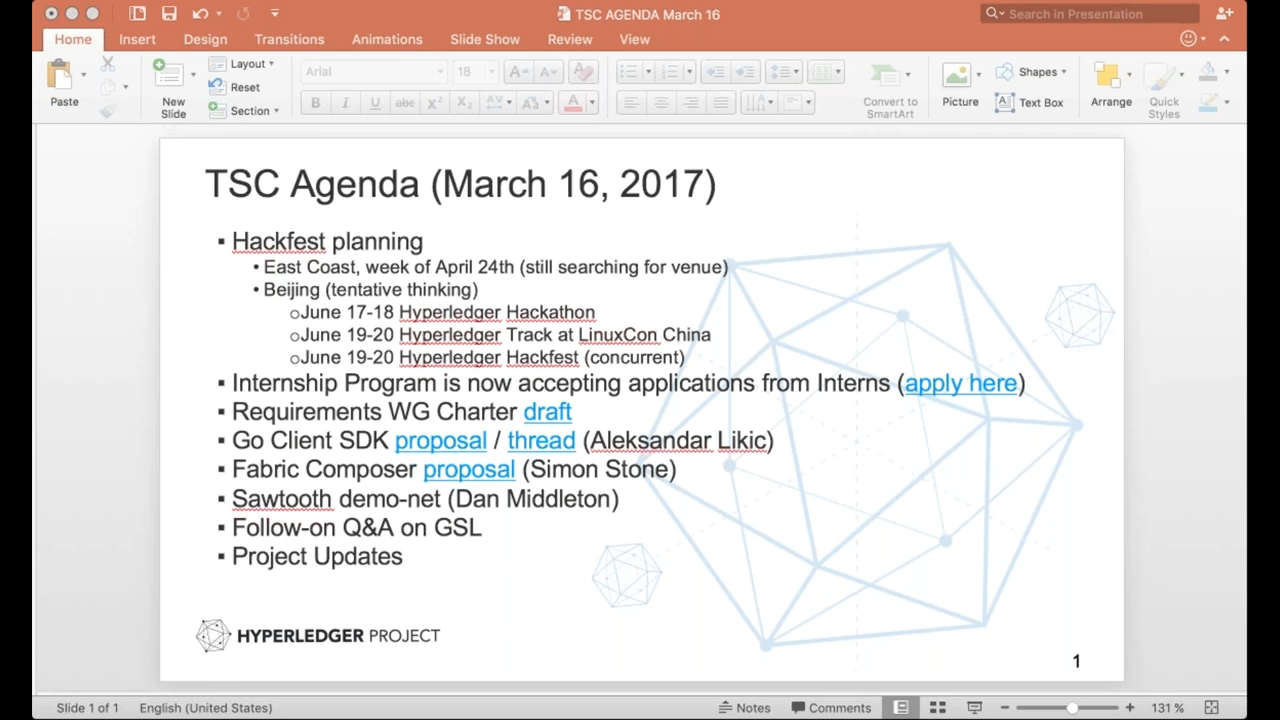 TSC AGENDA March 16
Search in Presentation
Home Insert Design Transitions Animations Slide Show Review View
Paste
New Slide
Layout
Reset
Section
Arial 18
B I U abc X² X₂ AV Aa A
Convert to SmartArt
Picture
Shapes
Text Box
Arrange
Quick Styles
TSC Agenda (March 16, 2017)
▪ Hackfest planning
• East Coast, week of April 24th (still searching for venue)
• Beijing (tentative thinking)
○June 17-18 Hyperledger Hackathon
○June 19-20 Hyperledger Track at LinuxCon China
○June 19-20 Hyperledger Hackfest (concurrent)
▪ Internship Program is now accepting applications from Interns (apply here)
▪ Requirements WG Charter draft
▪ Go Client SDK proposal / thread (Aleksandar Likic)
▪ Fabric Composer proposal (Simon Stone)
▪ Sawtooth demo-net (Dan Middleton)
▪ Follow-on Q&A on GSL
▪ Project Updates
HYPERLEDGER PROJECT
1
Slide 1 of 1 English (United States) Notes Comments 131 %